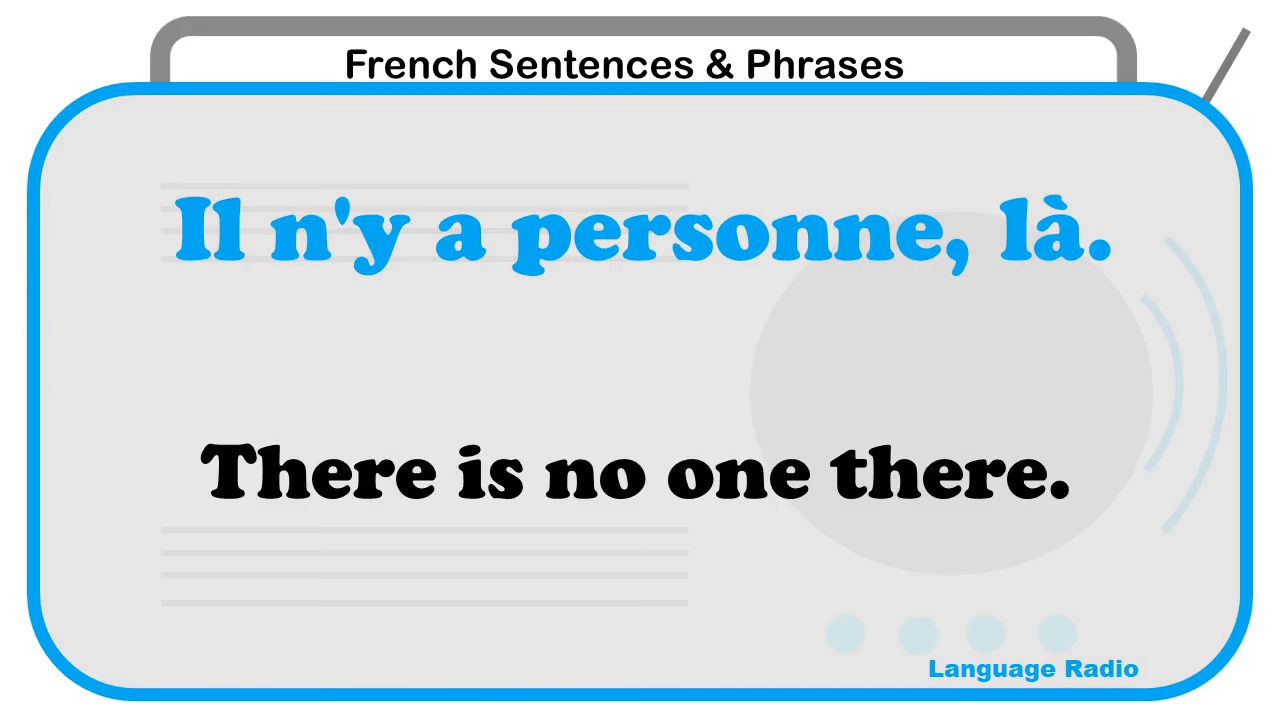 French Sentences & Phrases
Il n'y a personne, là.
There is no one there.
Language Radio